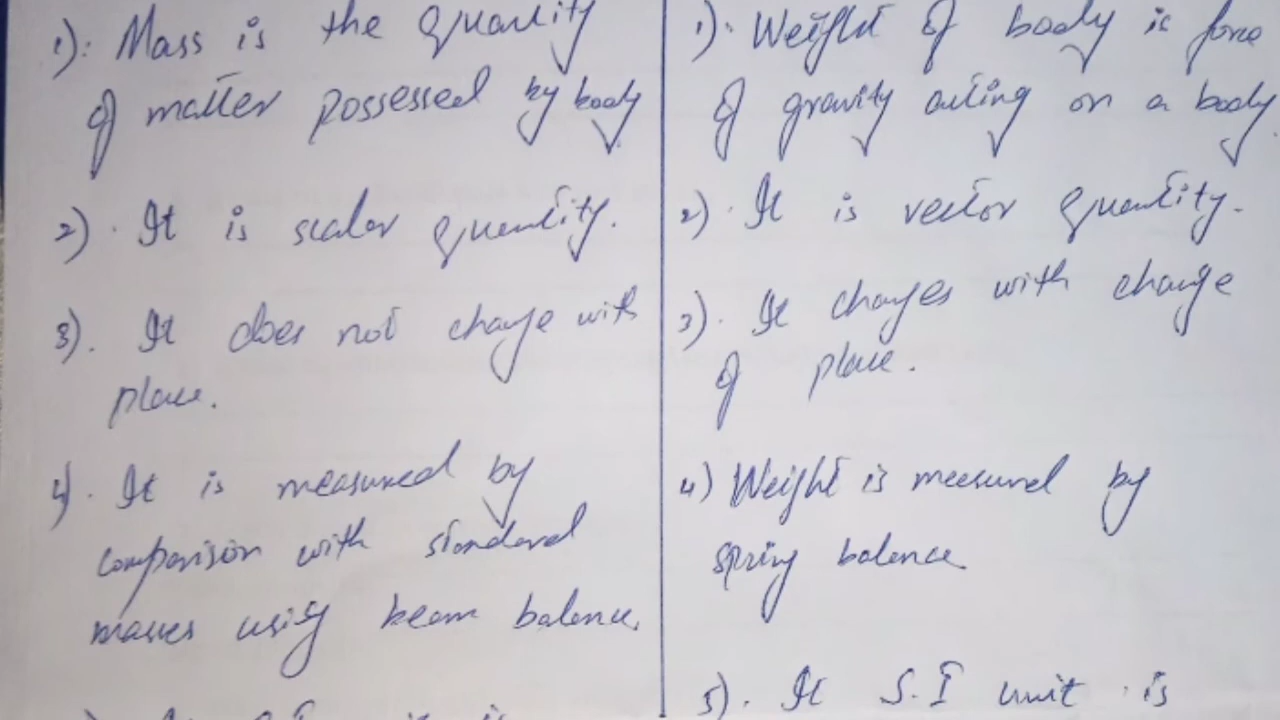 1): Mass is the quantity
of matter possessed by body
2). It is scalar quantity.
3). It does not change with
place.
4). It is measured by
comparison with standard
masses using beam balance.
1). Weight of body is force
of gravity acting on a body.
2). It is vector quantity.
3). It changes with change
of place.
4) Weight is measured by
spring balance
5). It S.I unit is